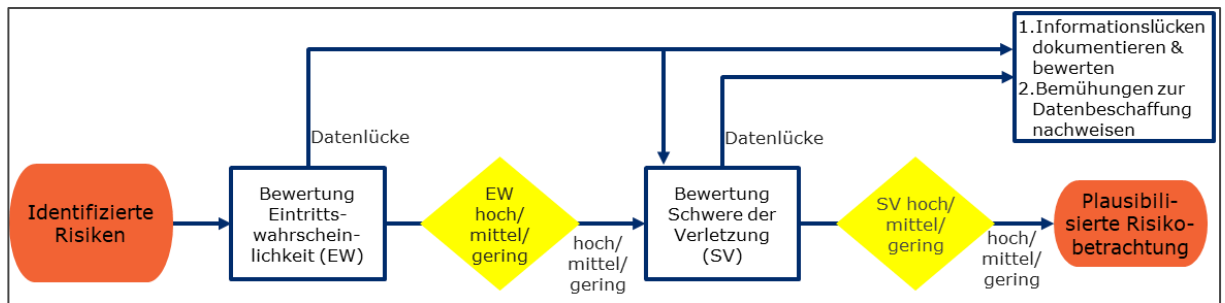 1.Informationslücken
dokumentieren &
bewerten
2.Bemühungen zur
Datenbeschaffung
nachweisen
Datenlücke
Datenlücke
Identifizierte
Risiken
Bewertung
Eintritts-
wahrschein-
lichkeit (EW)
EW
hoch/
mittel/
gering
hoch/
mittel/
gering
Bewertung
Schwere der
Verletzung
(SV)
SV hoch/
mittel/
gering
hoch/
mittel/
gering
Plausibili-
sierte Risiko-
betrachtung